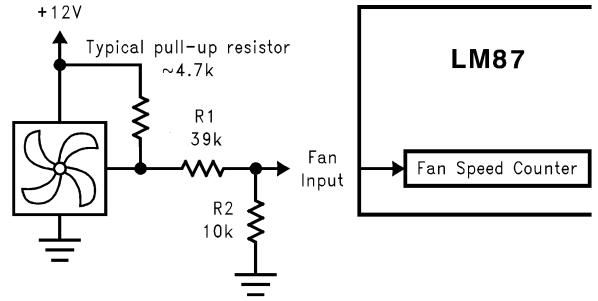 +12V
Typical pull-up resistor
~4.7k
R1
39k
R2
10k
Fan
Input
LM87
Fan Speed Counter